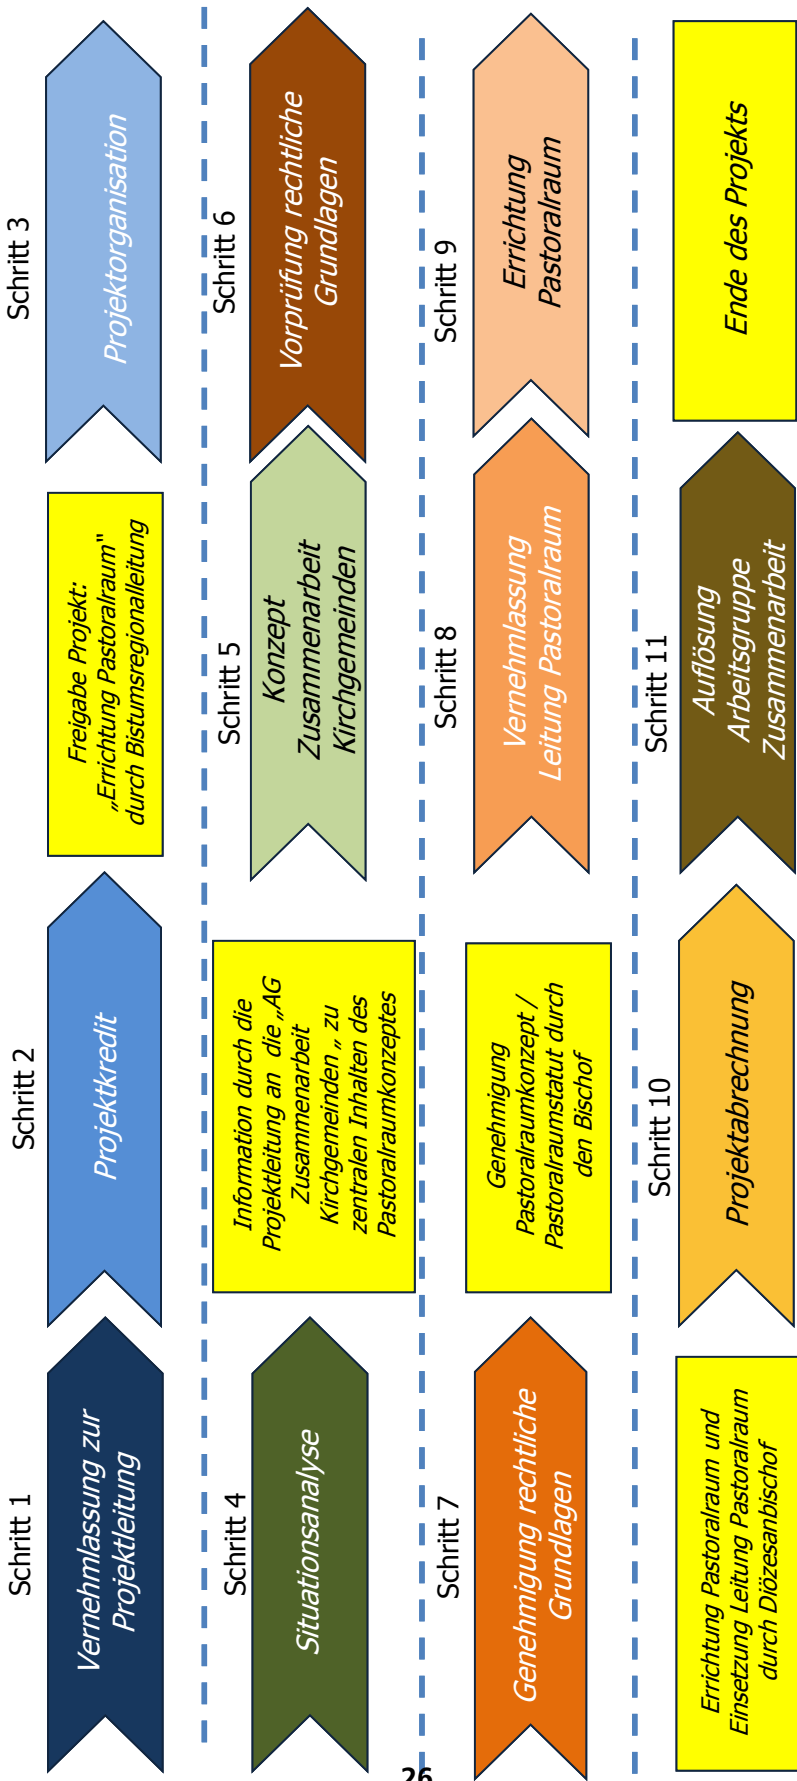 Schritt 1
Vernehmlassung zur
Projektleitung
Schritt 2
Projektkredit
Freigabe Projekt:
„Errichtung Pastoralraum“
durch Bistumsregionalleitung
Schritt 3
Projektorganisation
Schritt 4
Situationsanalyse
Information durch die
Projektleitung an die „AG
Zusammenarbeit
Kirchgemeinden „ zu
zentralen Inhalten des
Pastoralraumkonzeptes
Schritt 5
Konzept
Zusammenarbeit
Kirchgemeinden
Schritt 6
Vorprüfung rechtliche
Grundlagen
Schritt 7
Genehmigung rechtliche
Grundlagen
Genehmigung
Pastoralraumkonzept /
Pastoralraumstatut durch
den Bischof
Schritt 8
Vernehmlassung
Leitung Pastoralraum
Schritt 9
Errichtung
Pastoralraum
Errichtung Pastoralraum und
Einsetzung Leitung Pastoralraum
durch Diözesanbischof
Schritt 10
Projektabrechnung
Schritt 11
Auflösung
Arbeitsgruppe
Zusammenarbeit
Ende des Projekts
26